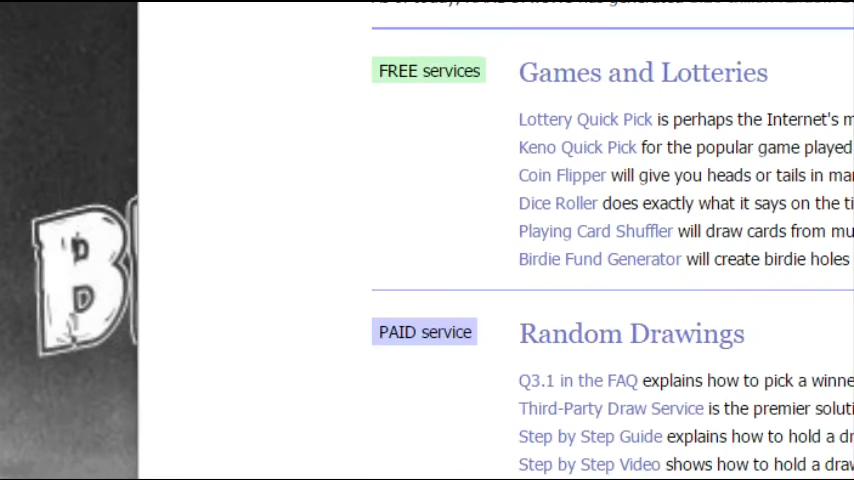 FREE services
Games and Lotteries
Lottery Quick Pick is perhaps the Internet's
Keno Quick Pick for the popular game played
Coin Flipper will give you heads or tails in
Dice Roller does exactly what it says on the
Playing Card Shuffler will draw cards from
Birdie Fund Generator will create birdie holes
PAID service
Random Drawings
Q3.1 in the FAQ explains how to pick a
Third-Party Draw Service is the premier
Step by Step Guide explains how to hold a
Step by Step Video shows how to hold a
B